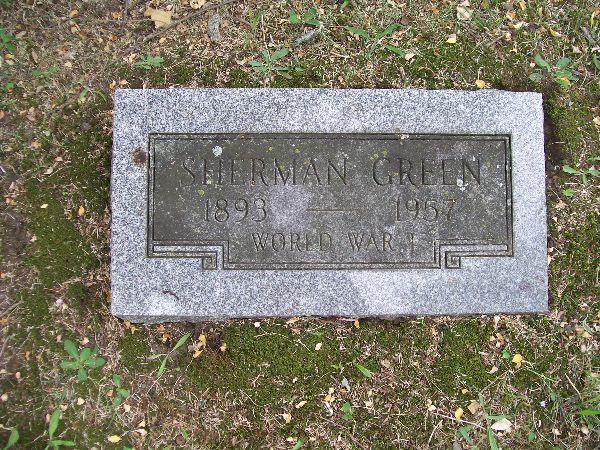 SHERMAN GREEN
1893 — 1957
WORLD WAR I